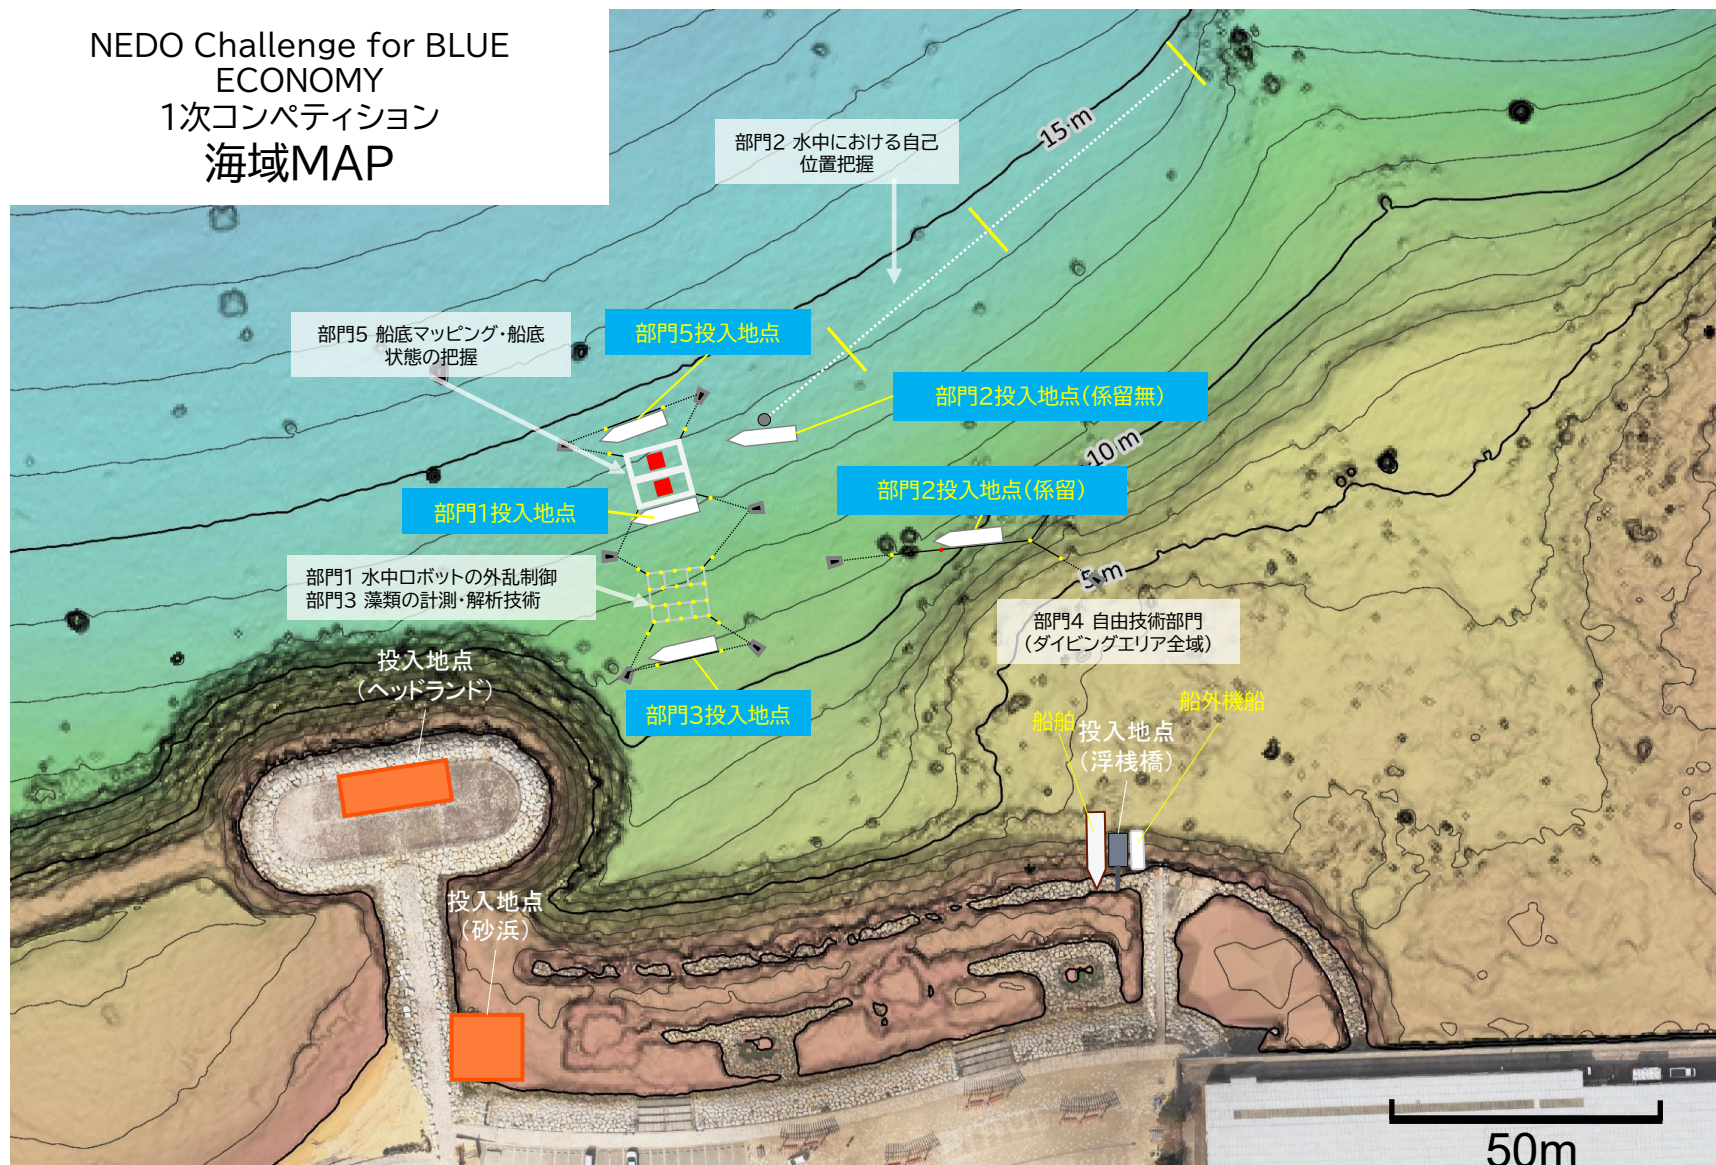 NEDO Challenge for BLUE
ECONOMY
1次コンペティション
海域MAP
15 m
部門2 水中における自己
位置把握
部門5 船底マッピング・船底
状態の把握
部門5投入地点
部門2投入地点(係留無)
10 m
部門2投入地点(係留)
部門1投入地点
部門1 水中ロボットの外乱制御
部門3 藻類の計測・解析技術
5 m
部門4 自由技術部門
(ダイビングエリア全域)
投入地点
(ヘッドランド)
部門3投入地点
船舶
船外機船
投入地点
(浮桟橋)
投入地点
(砂浜)
50m